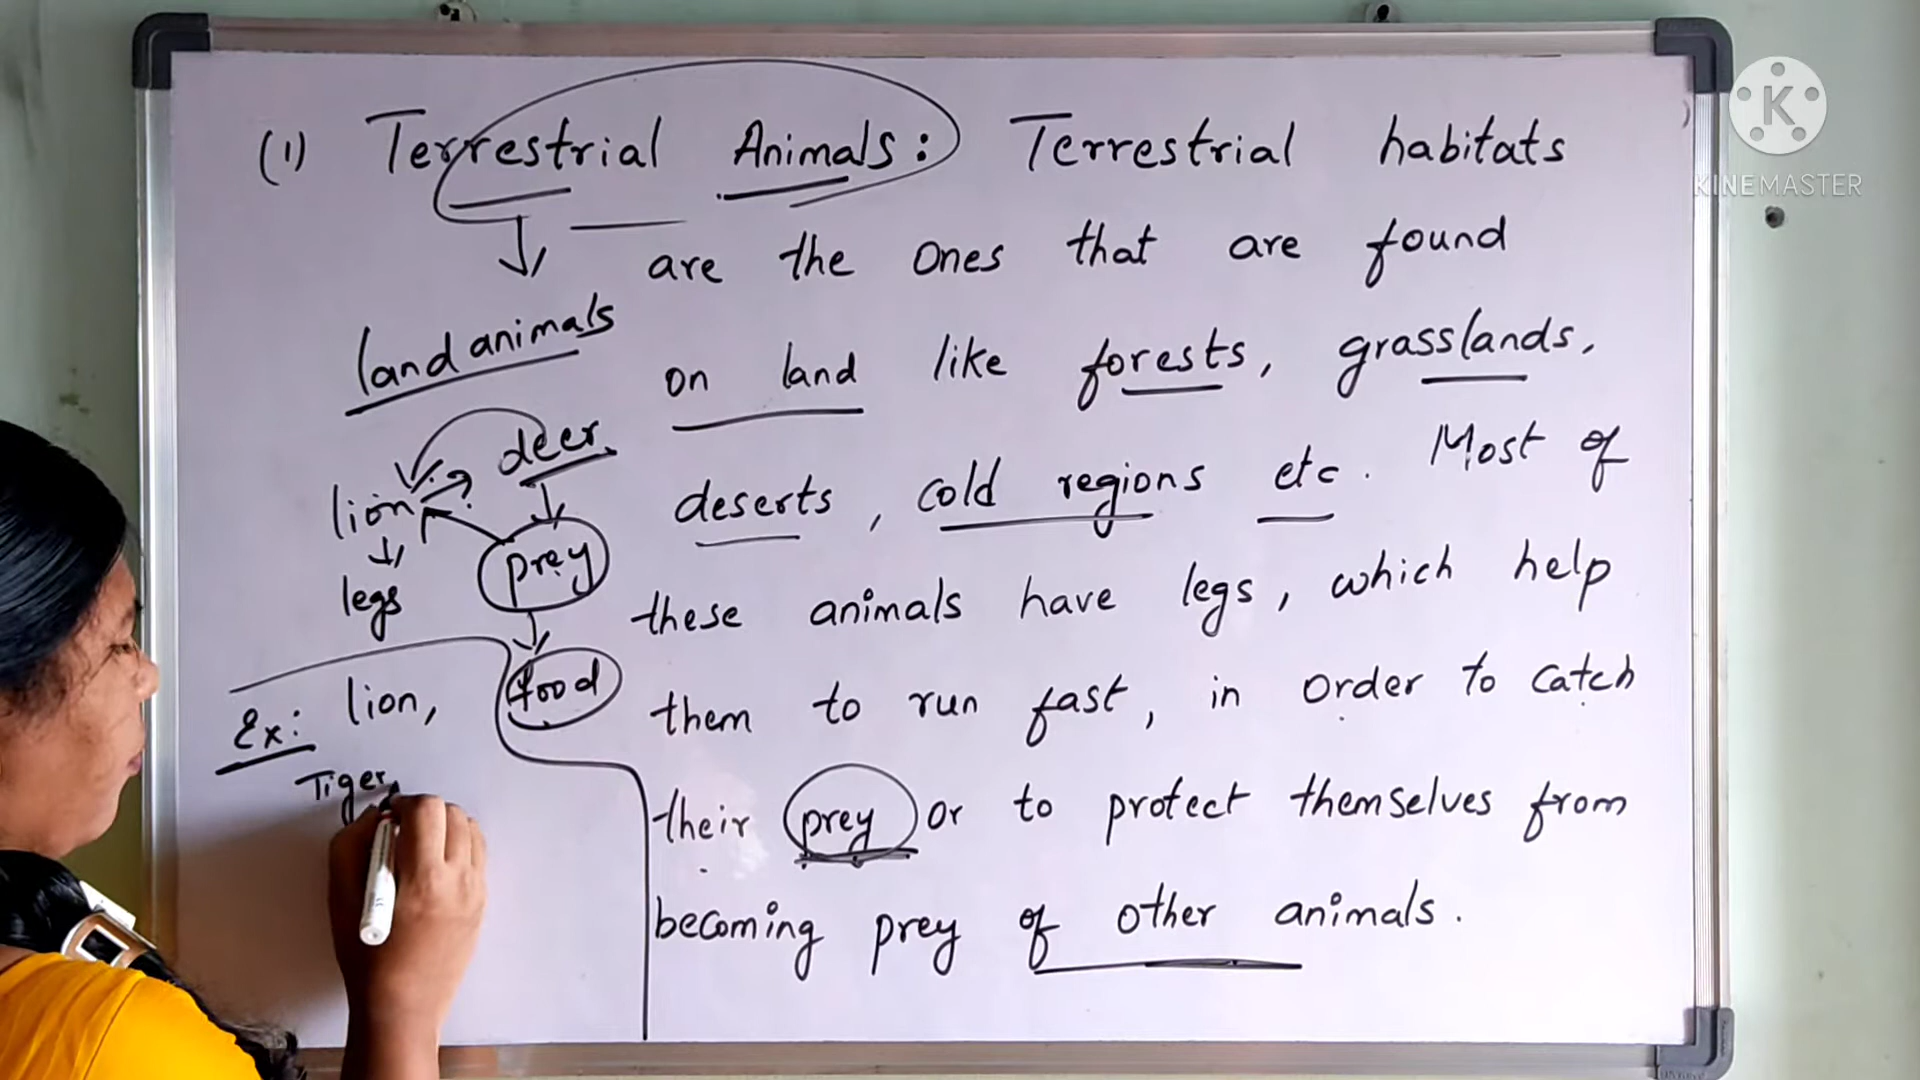 (1) Terrestrial Animals: Terrestrial habitats
are the ones that are found
land animals
on land like forests, grasslands,
deer
lion
deserts, cold regions etc. Most of
prey
legs
these animals have legs, which help
food
Ex: lion,
them to run fast, in order to catch
Tiger,
their prey or to protect themselves from
becoming prey of other animals.
K
KINEMASTER